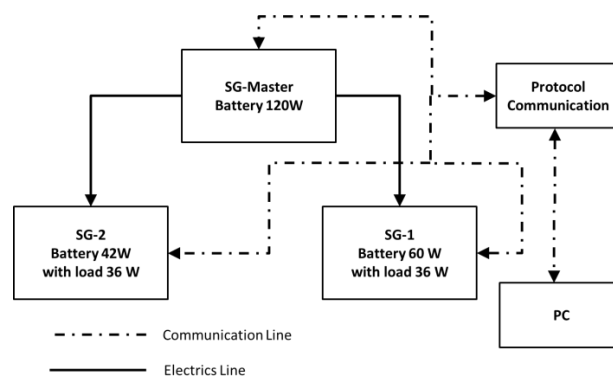 SG-Master
Battery 120W
Protocol
Communication
SG-2
Battery 42W
with load 36 W
SG-1
Battery 60 W
with load 36 W
PC
Communication Line
Electrics Line